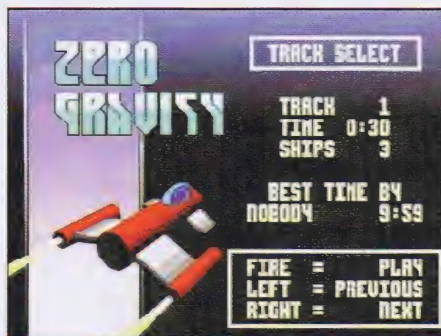 ZERO
GRAVITY
TRACK SELECT
TRACK 1
TIME 0:30
SHIPS 3
BEST TIME BY
NOBODY 9:59
FIRE = PLAY
LEFT = PREVIOUS
RIGHT = NEXT